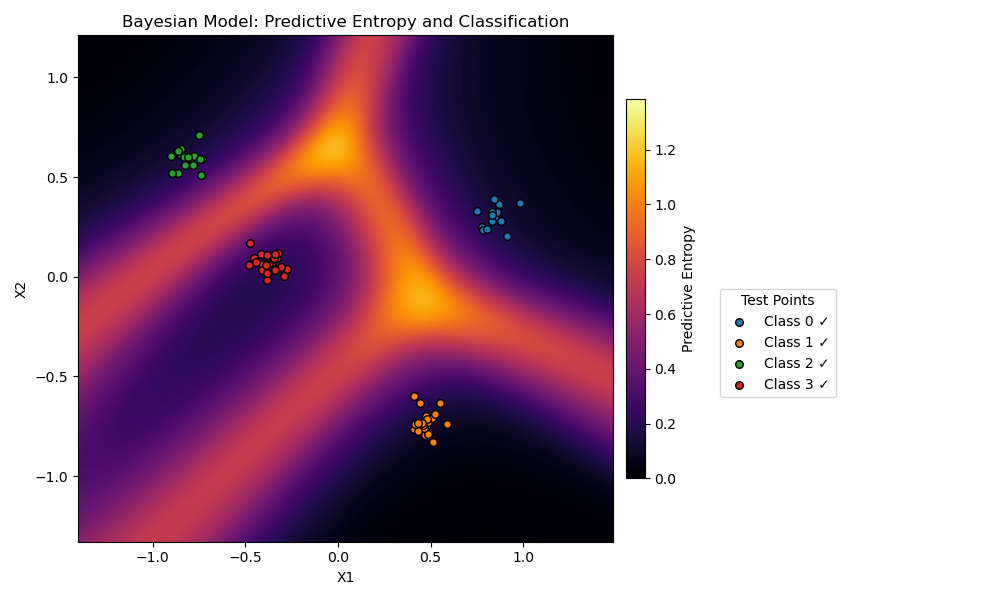 Bayesian Model: Predictive Entropy and Classification
1.0
0.5
0.0
−0.5
−1.0
X2
−1.0
−0.5
0.0
0.5
1.0
X1
1.2
1.0
0.8
0.6
0.4
0.2
0.0
Predictive Entropy
Test Points
Class 0 ✓
Class 1 ✓
Class 2 ✓
Class 3 ✓